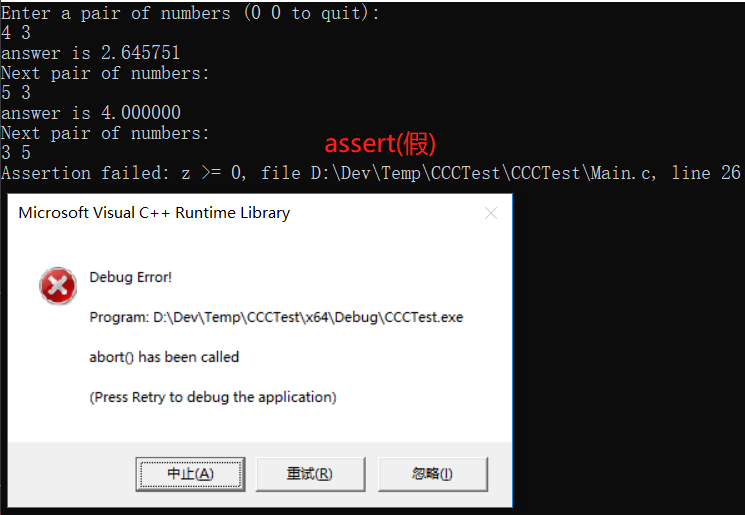 Enter a pair of numbers (0 0 to quit):
4 3
answer is 2.645751
Next pair of numbers:
5 3
answer is 4.000000
Next pair of numbers:
assert(假)
3 5
Assertion failed: z >= 0, file D:\Dev\Temp\CCCTest\CCCTest\Main.c, line 26
Microsoft Visual C++ Runtime Library
Debug Error!
Program: D:\Dev\Temp\CCCTest\x64\Debug\CCCTest.exe
abort() has been called
(Press Retry to debug the application)
中止(A) 重试(R) 忽略(I)